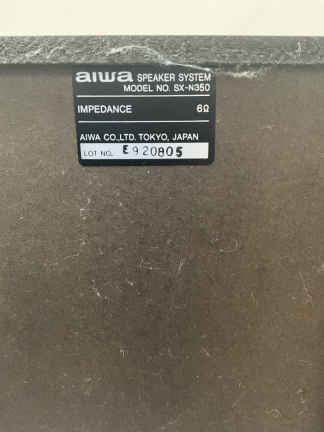 aiwa SPEAKER SYSTEM
MODEL NO. SX-N350
IMPEDANCE 6Ω
AIWA CO.,LTD. TOKYO, JAPAN
LOT NO. E920805